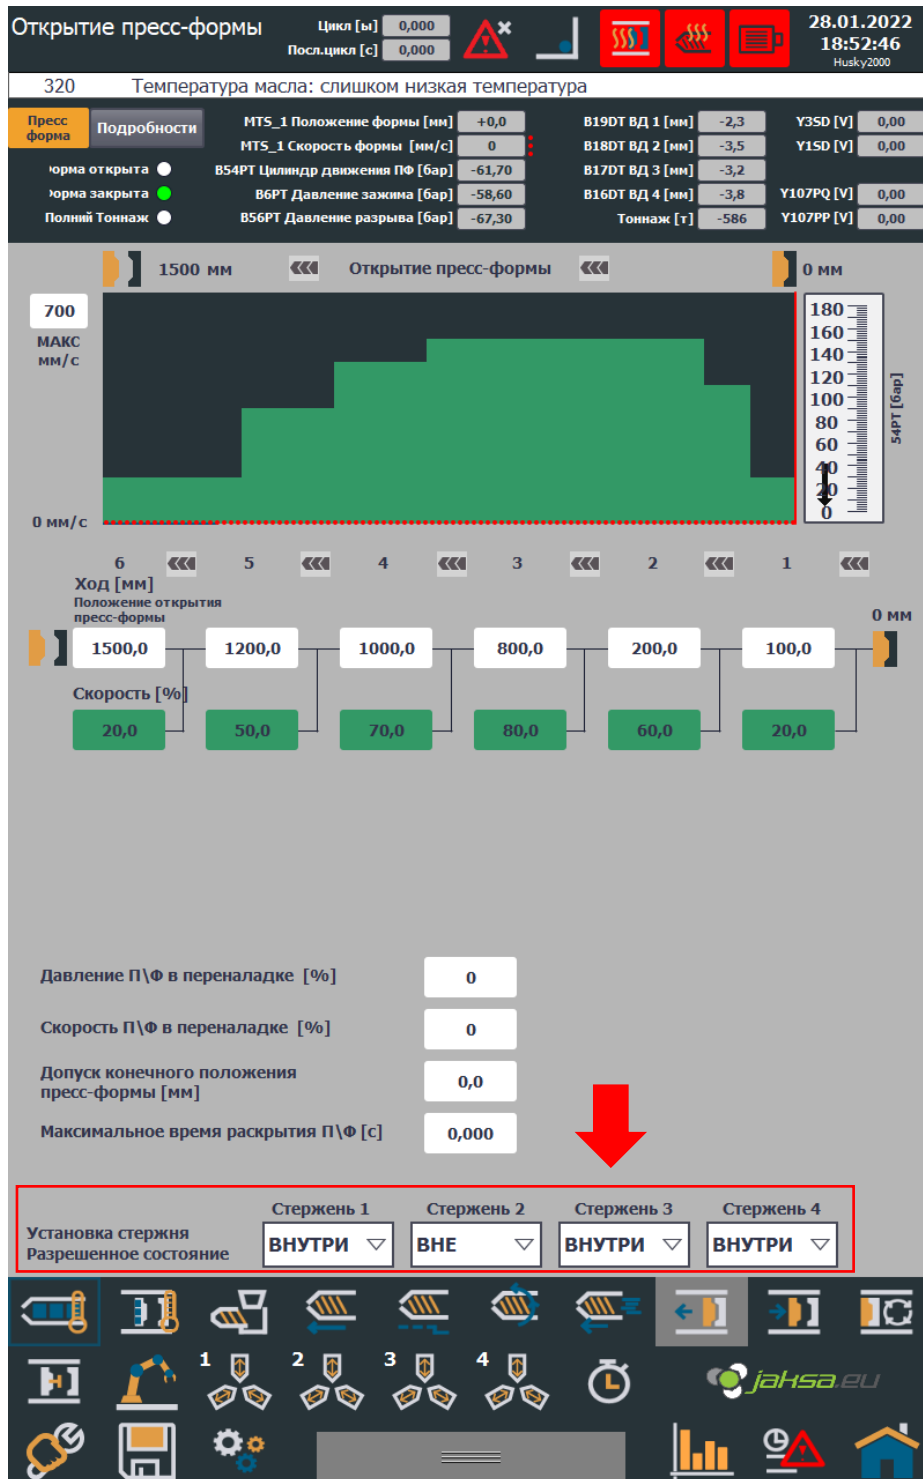 Открытие пресс-формы
Цикл [ы] 0,000
Посл.цикл [с] 0,000
28.01.2022
18:52:46
Husky2000
320 Температура масла: слишком низкая температура
Пресс форма
Подробности
MTS_1 Положение формы [мм] +0,0 B19DT ВД 1 [мм] -2,3 Y3SD [V] 0,00
MTS_1 Скорость формы [мм/с] 0 B18DT ВД 2 [мм] -3,5 Y1SD [V] 0,00
орма открыта B54PT Цилиндр движения ПФ [бар] -61,70 B17DT ВД 3 [мм] -3,2
орма закрыта B6PT Давление зажима [бар] -58,60 B16DT ВД 4 [мм] -3,8 Y107PQ [V] 0,00
Полний Тоннаж B56PT Давление разрыва [бар] -67,30 Тоннаж [т] -586 Y107PP [V] 0,00
1500 мм Открытие пресс-формы 0 мм
700
МАКС
мм/с
0 мм/с
180
160
140
120
100
80
60
40
20
0
54PT [бар]
6 5 4 3 2 1
Ход [мм]
Положение открытия
пресс-формы
0 мм
1500,0 1200,0 1000,0 800,0 200,0 100,0
Скорость [%]
20,0 50,0 70,0 80,0 60,0 20,0
Давление П\Ф в переналадке [%] 0
Скорость П\Ф в переналадке [%] 0
Допуск конечного положения
пресс-формы [мм] 0,0
Максимальное время раскрытия П\Ф [с] 0,000
Стержень 1 Стержень 2 Стержень 3 Стержень 4
Установка стержня
Разрешенное состояние
ВНУТРИ ВНЕ ВНУТРИ ВНУТРИ
1 2 3 4
jaksa.eu